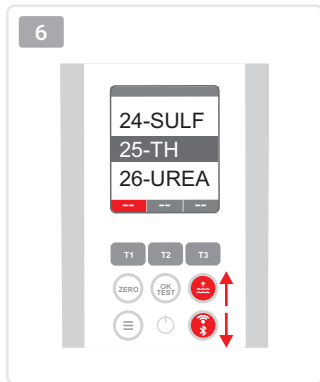 6
24-SULF
25-TH
26-UREA
-- -- --
T1 T2 T3
ZERO OK
TEST